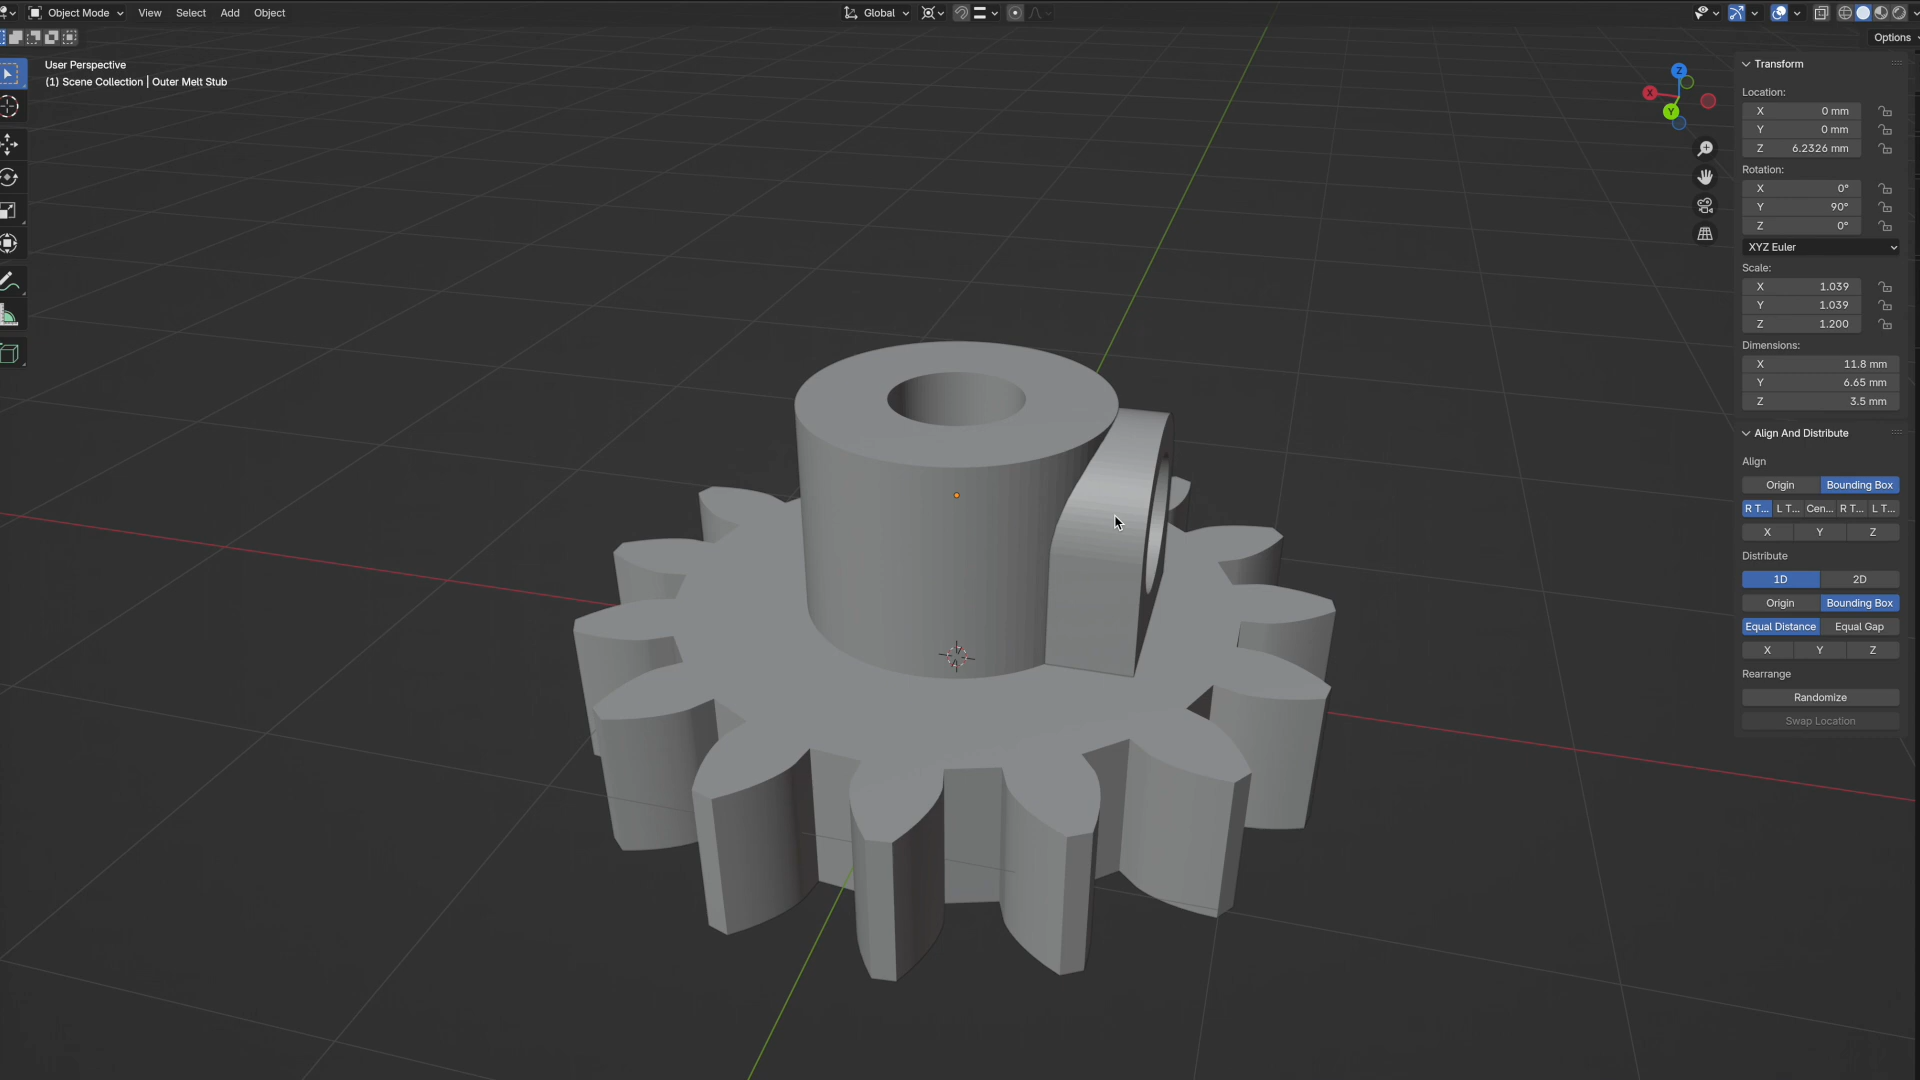 Object Mode View Select Add Object Global
Options
User Perspective
(1) Scene Collection | Outer Melt Stub
Z
X
Y
Transform
Location:
X 0 mm
Y 0 mm
Z 6.2326 mm
Rotation:
X 0°
Y 90°
Z 0°
XYZ Euler
Scale:
X 1.039
Y 1.039
Z 1.200
Dimensions:
X 11.8 mm
Y 6.65 mm
Z 3.5 mm
Align And Distribute
Align
Origin Bounding Box
R T... L T... Cen... R T... L T...
X Y Z
Distribute
1D 2D
Origin Bounding Box
Equal Distance Equal Gap
X Y Z
Rearrange
Randomize
Swap Location